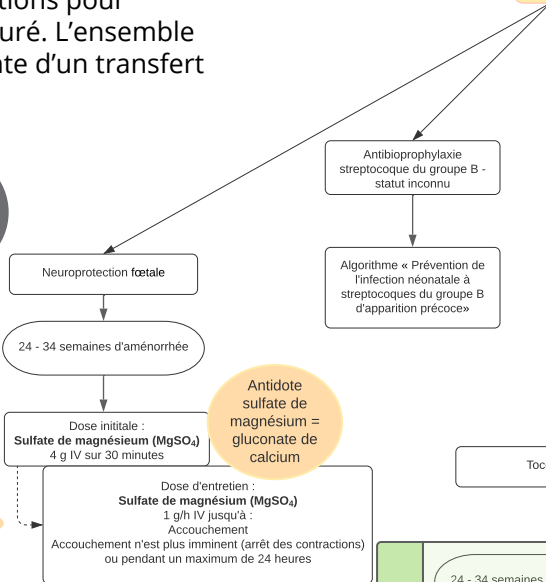 tions pour
uré. L'ensemble
te d'un transfert
Antibioprophylaxie
streptocoque du groupe B -
statut inconnu
Neuroprotection fœtale
Algorithme « Prévention de
l'infection néonatale à
streptocoques du groupe B
d'apparition précoce»
24 - 34 semaines d'aménorrhée
Antidote
sulfate de
magnésium =
gluconate de
calcium
Dose inititale :
Sulfate de magnésieum (MgSO₄)
4 g IV sur 30 minutes
Toc
Dose d'entretien :
Sulfate de magnésium (MgSO₄)
1 g/h IV jusqu'à :
Accouchement
Accouchement n'est plus imminent (arrêt des contractions)
ou pendant un maximum de 24 heures
24 - 34 semaines